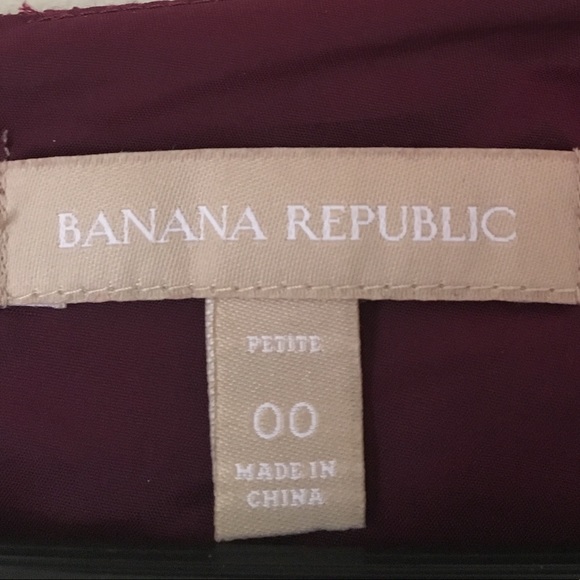 BANANA REPUBLIC
PETITE
00
MADE IN
CHINA